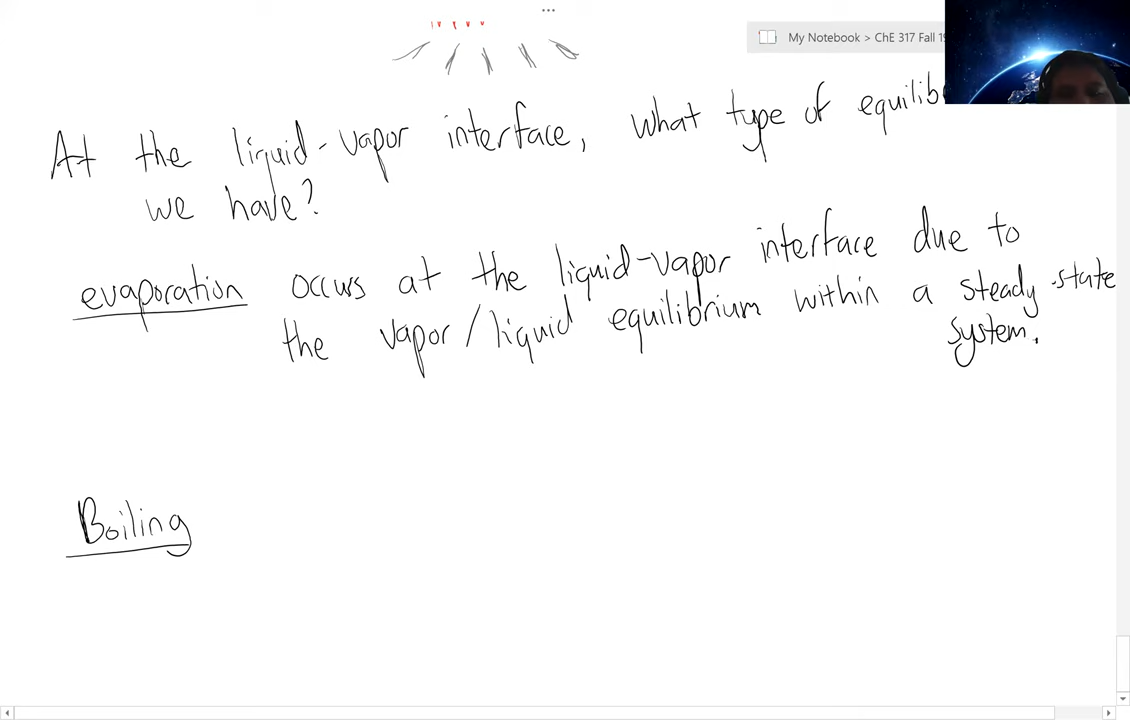 My Notebook > ChE 317 Fall 19
At the liquid-vapor interface, what type of
we have?
evaporation occurs at the liquid-vapor interface due to
the vapor/liquid equilibrium within a steady-state
system.
Boiling